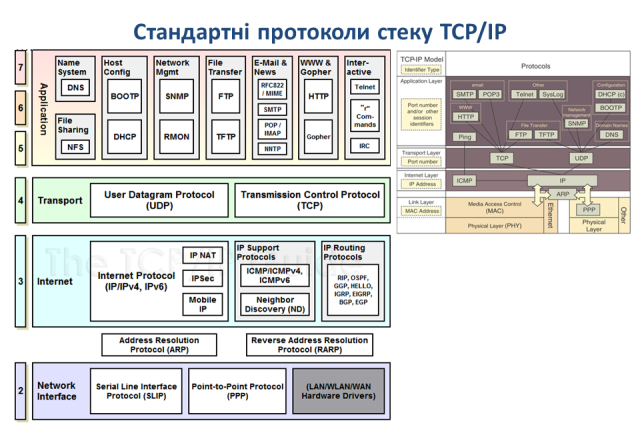 Стандартні протоколи стеку TCP/IP
7
6
5
Application
Name
System
DNS
File
Sharing
NFS
Host
Config
BOOTP
DHCP
Network
Mgmt
SNMP
RMON
File
Transfer
FTP
TFTP
E-Mail &
News
RFC822
/ MIME
SMTP
POP /
IMAP
NNTP
WWW &
Gopher
HTTP
Gopher
Inter-
active
Telnet
"r"
Com-
mands
IRC
4
Transport
User Datagram Protocol
(UDP)
Transmission Control Protocol
(TCP)
3
Internet
Internet Protocol
(IP/IPv4, IPv6)
IP NAT
IPSec
Mobile
IP
IP Support
Protocols
ICMP/ICMPv4,
ICMPv6
Neighbor
Discovery (ND)
IP Routing
Protocols
RIP, OSPF,
GGP, HELLO,
IGRP, EIGRP,
BGP, EGP
Address Resolution
Protocol (ARP)
Reverse Address Resolution
Protocol (RARP)
2
Network
Interface
Serial Line Interface
Protocol (SLIP)
Point-to-Point Protocol
(PPP)
(LAN/WLAN/WAN
Hardware Drivers)
TCP-IP Model
Identifier Type
Protocols
Application Layer
Port number
and/or other
session
identifiers
email
SMTP
POP3
Other
Telnet
SysLog
Configuration
DHCP (c)
BOOTP
WWW
HTTP
Network
management
SNMP
File Transfer
FTP
TFTP
Domain Names
DNS
Ping
Transport Layer
Port number
TCP
UDP
Internet Layer
IP Address
ICMP
IP
ARP
Link Layer
MAC Address
Media Access Control
(MAC)
Physical Layer (PHY)
Ethernet
PPP
Physical
Layer
Other